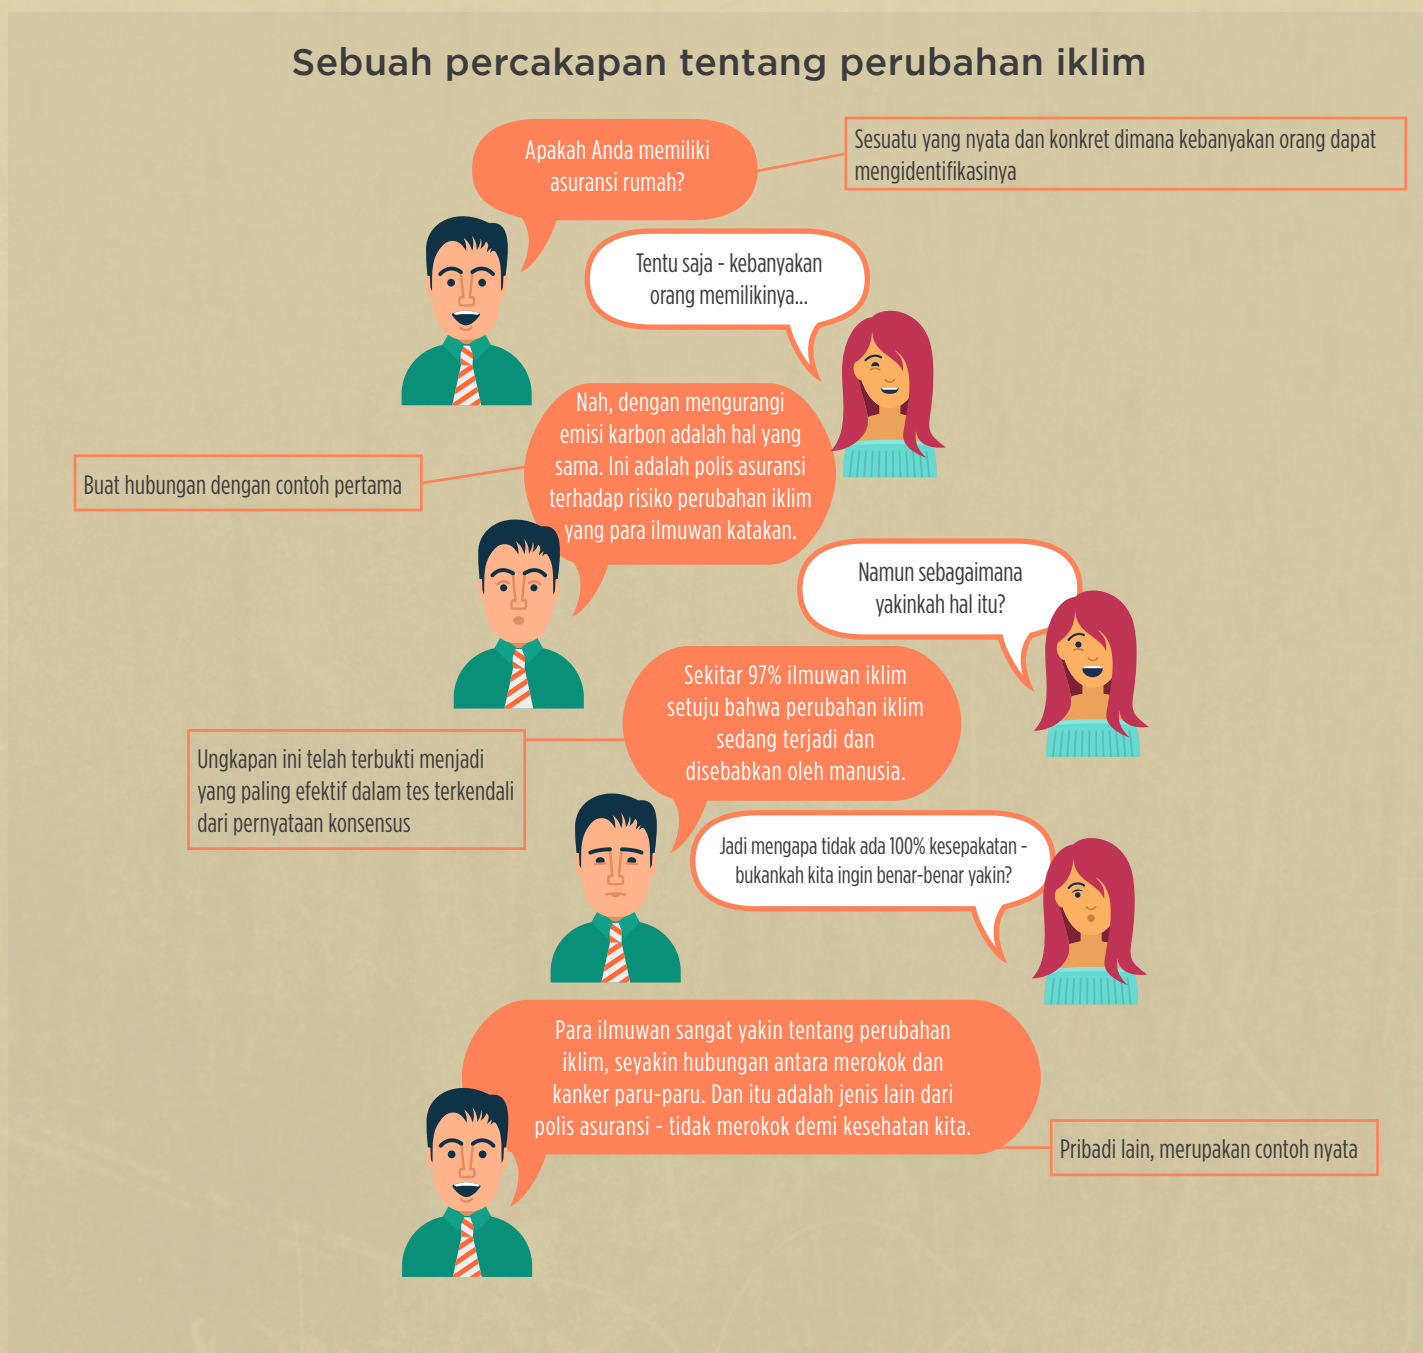 Sebuah percakapan tentang perubahan iklim
Apakah Anda memiliki
asuransi rumah?
Sesuatu yang nyata dan konkret dimana kebanyakan orang dapat
mengidentifikasinya
Tentu saja - kebanyakan
orang memilikinya...
Nah, dengan mengurangi
emisi karbon adalah hal yang
sama. Ini adalah polis asuransi
terhadap risiko perubahan iklim
yang para ilmuwan katakan.
Buat hubungan dengan contoh pertama
Namun sebagaimana
yakinkah hal itu?
Sekitar 97% ilmuwan iklim
setuju bahwa perubahan iklim
sedang terjadi dan
disebabkan oleh manusia.
Ungkapan ini telah terbukti menjadi
yang paling efektif dalam tes terkendali
dari pernyataan konsensus
Jadi mengapa tidak ada 100% kesepakatan -
bukankah kita ingin benar-benar yakin?
Para ilmuwan sangat yakin tentang perubahan
iklim, seyakin hubungan antara merokok dan
kanker paru-paru. Dan itu adalah jenis lain dari
polis asuransi - tidak merokok demi kesehatan kita.
Pribadi lain, merupakan contoh nyata